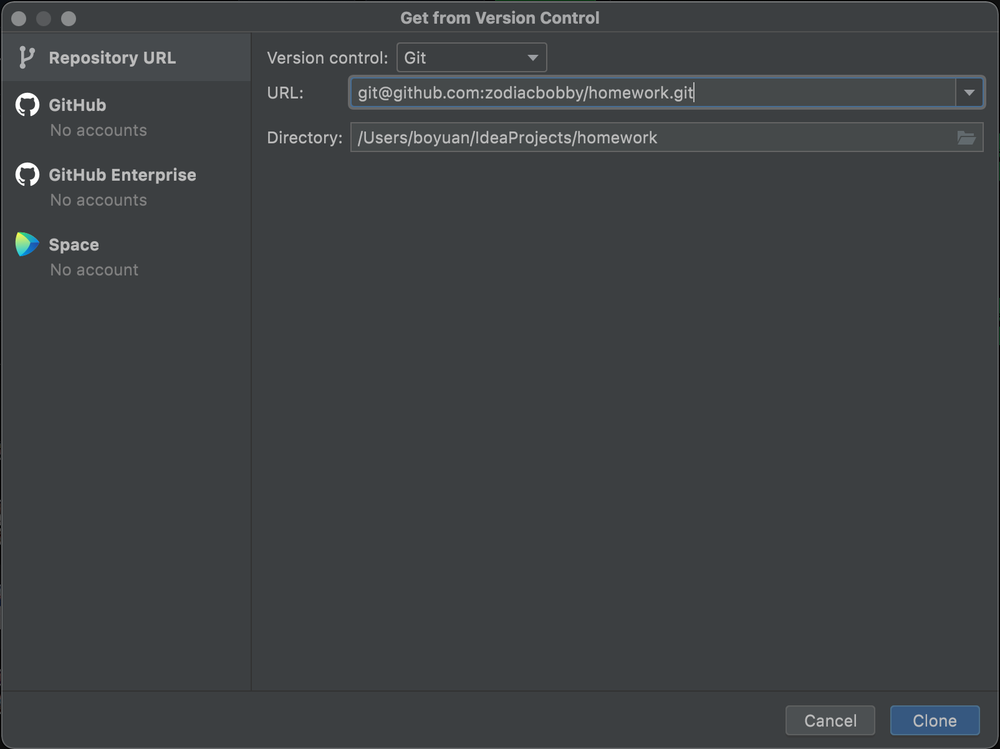 Get from Version Control
Repository URL
GitHub
No accounts
GitHub Enterprise
No accounts
Space
No account
Version control: Git
URL: git@github.com:zodiacbobby/homework.git
Directory: /Users/boyuan/IdeaProjects/homework
Cancel Clone